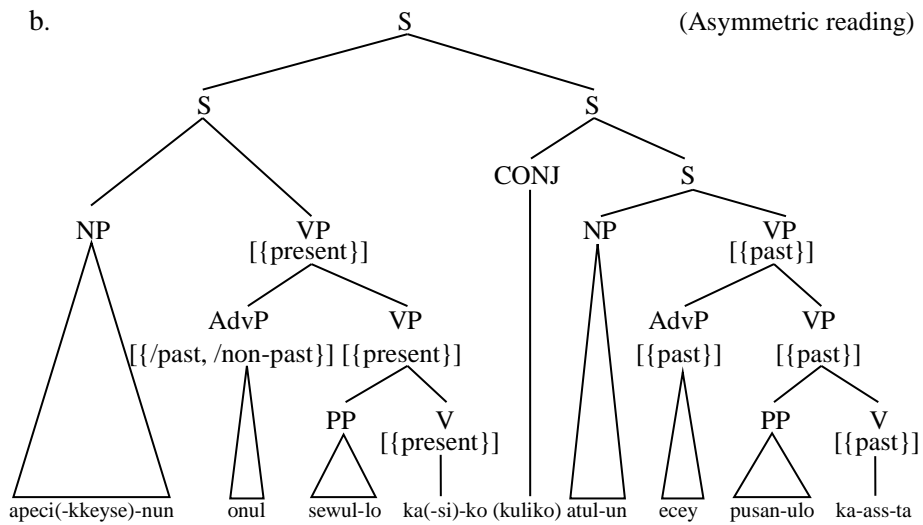 b. S (Asymmetric reading)
S S
CONJ S
NP VP NP VP
[{present}] [{past}]
AdvP VP AdvP VP
[{/past, /non-past}] [{present}] [{past}] [{past}]
PP V PP V
[{present}] [{past}]
apeci(-kkeyse)-nun onul sewul-lo ka(-si)-ko (kuliko) atul-un ecey pusan-ulo ka-ass-ta